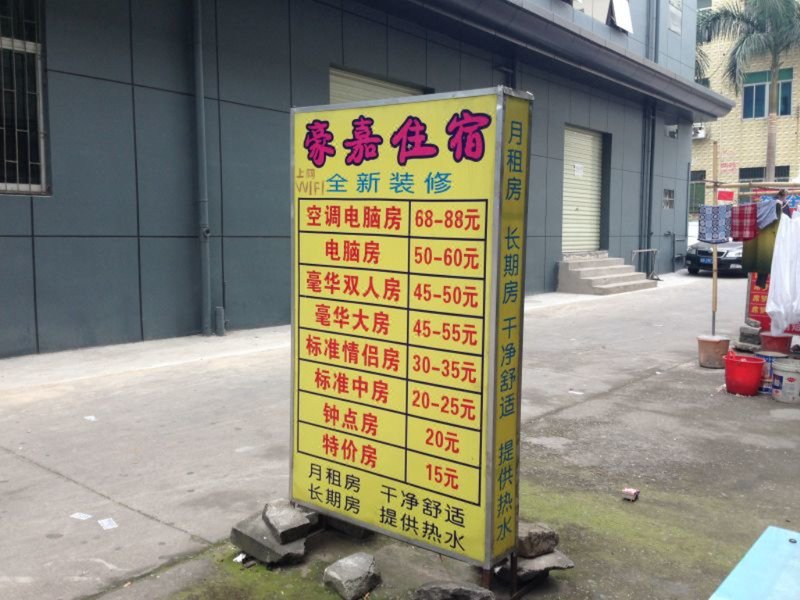 豪嘉住宿
上网
WIFI
全新装修
空调电脑房 68-88元
电脑房 50-60元
毫华双人房 45-50元
毫华大房 45-55元
标准情侣房 30-35元
标准中房 20-25元
钟点房 20元
特价房 15元
月租房 干净舒适
长期房 提供热水
月租房 长期房 干净舒适 提供热水